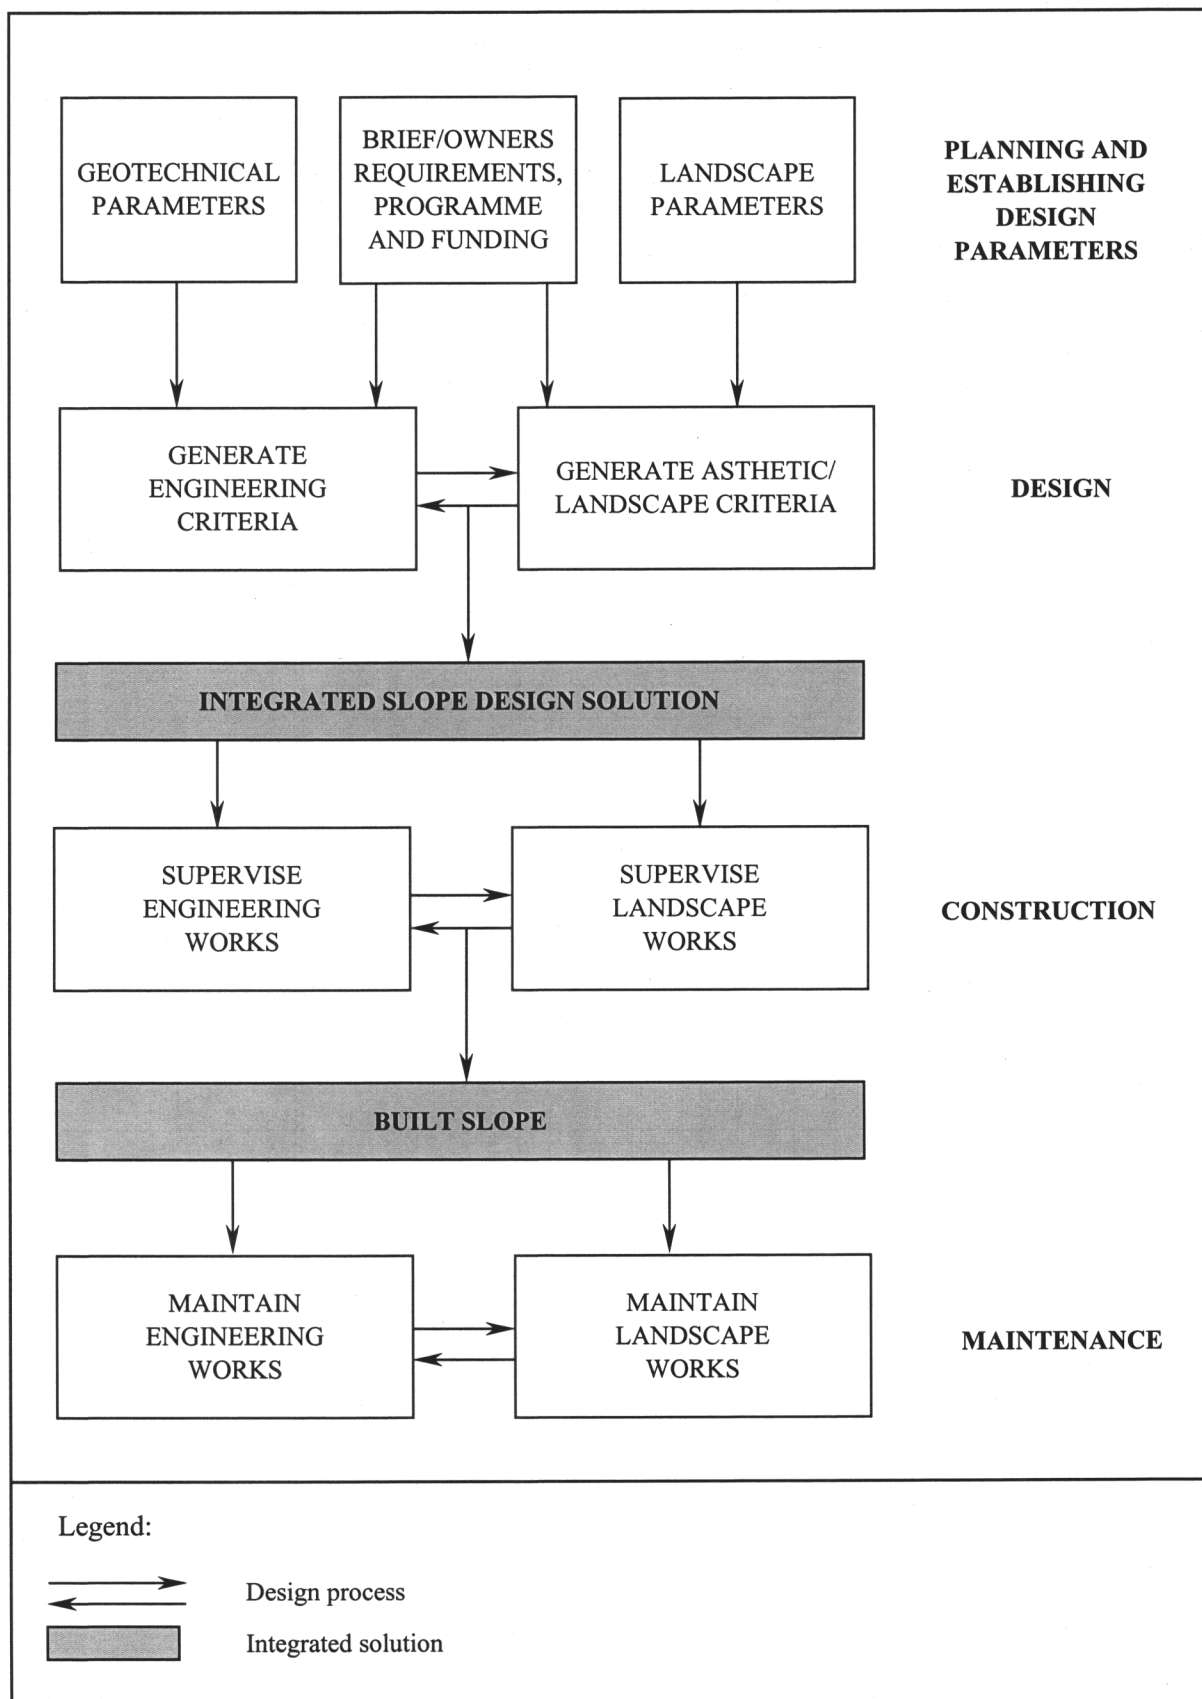 GEOTECHNICAL
PARAMETERS
BRIEF/OWNERS
REQUIREMENTS,
PROGRAMME
AND FUNDING
LANDSCAPE
PARAMETERS
PLANNING AND
ESTABLISHING
DESIGN
PARAMETERS
GENERATE
ENGINEERING
CRITERIA
GENERATE ASTHETIC/
LANDSCAPE CRITERIA
DESIGN
INTEGRATED SLOPE DESIGN SOLUTION
SUPERVISE
ENGINEERING
WORKS
SUPERVISE
LANDSCAPE
WORKS
CONSTRUCTION
BUILT SLOPE
MAINTAIN
ENGINEERING
WORKS
MAINTAIN
LANDSCAPE
WORKS
MAINTENANCE
Legend:
Design process
Integrated solution